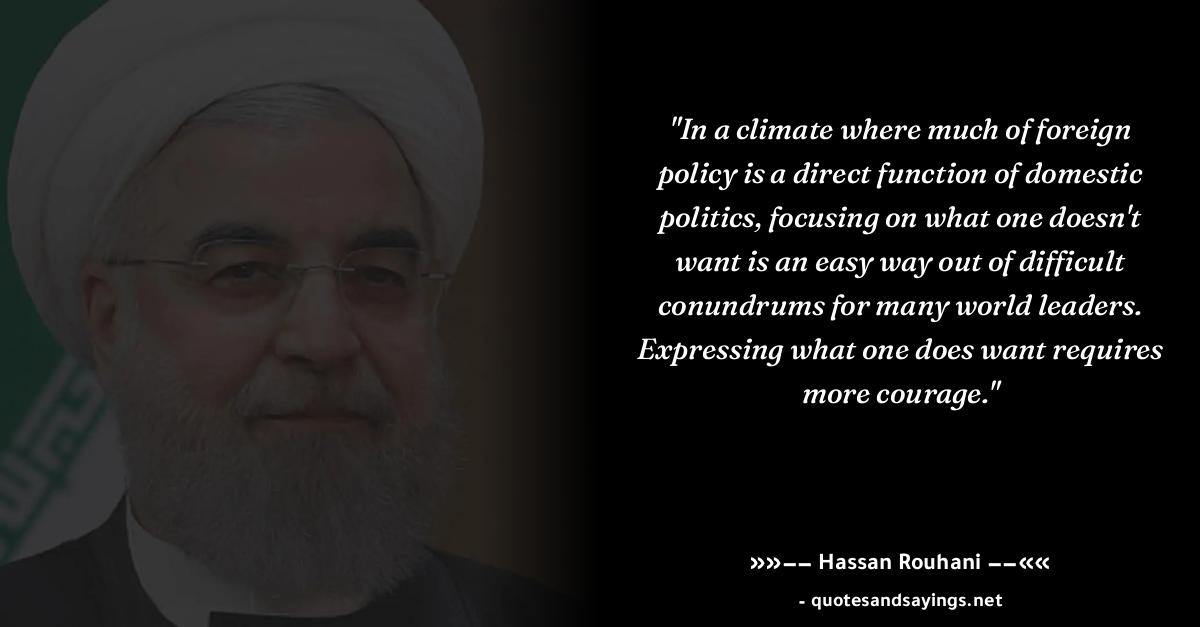 "In a climate where much of foreign
policy is a direct function of domestic
politics, focusing on what one doesn't
want is an easy way out of difficult
conundrums for many world leaders.
Expressing what one does want requires
more courage."
»»−− Hassan Rouhani −−««
- quotesandsayings.net